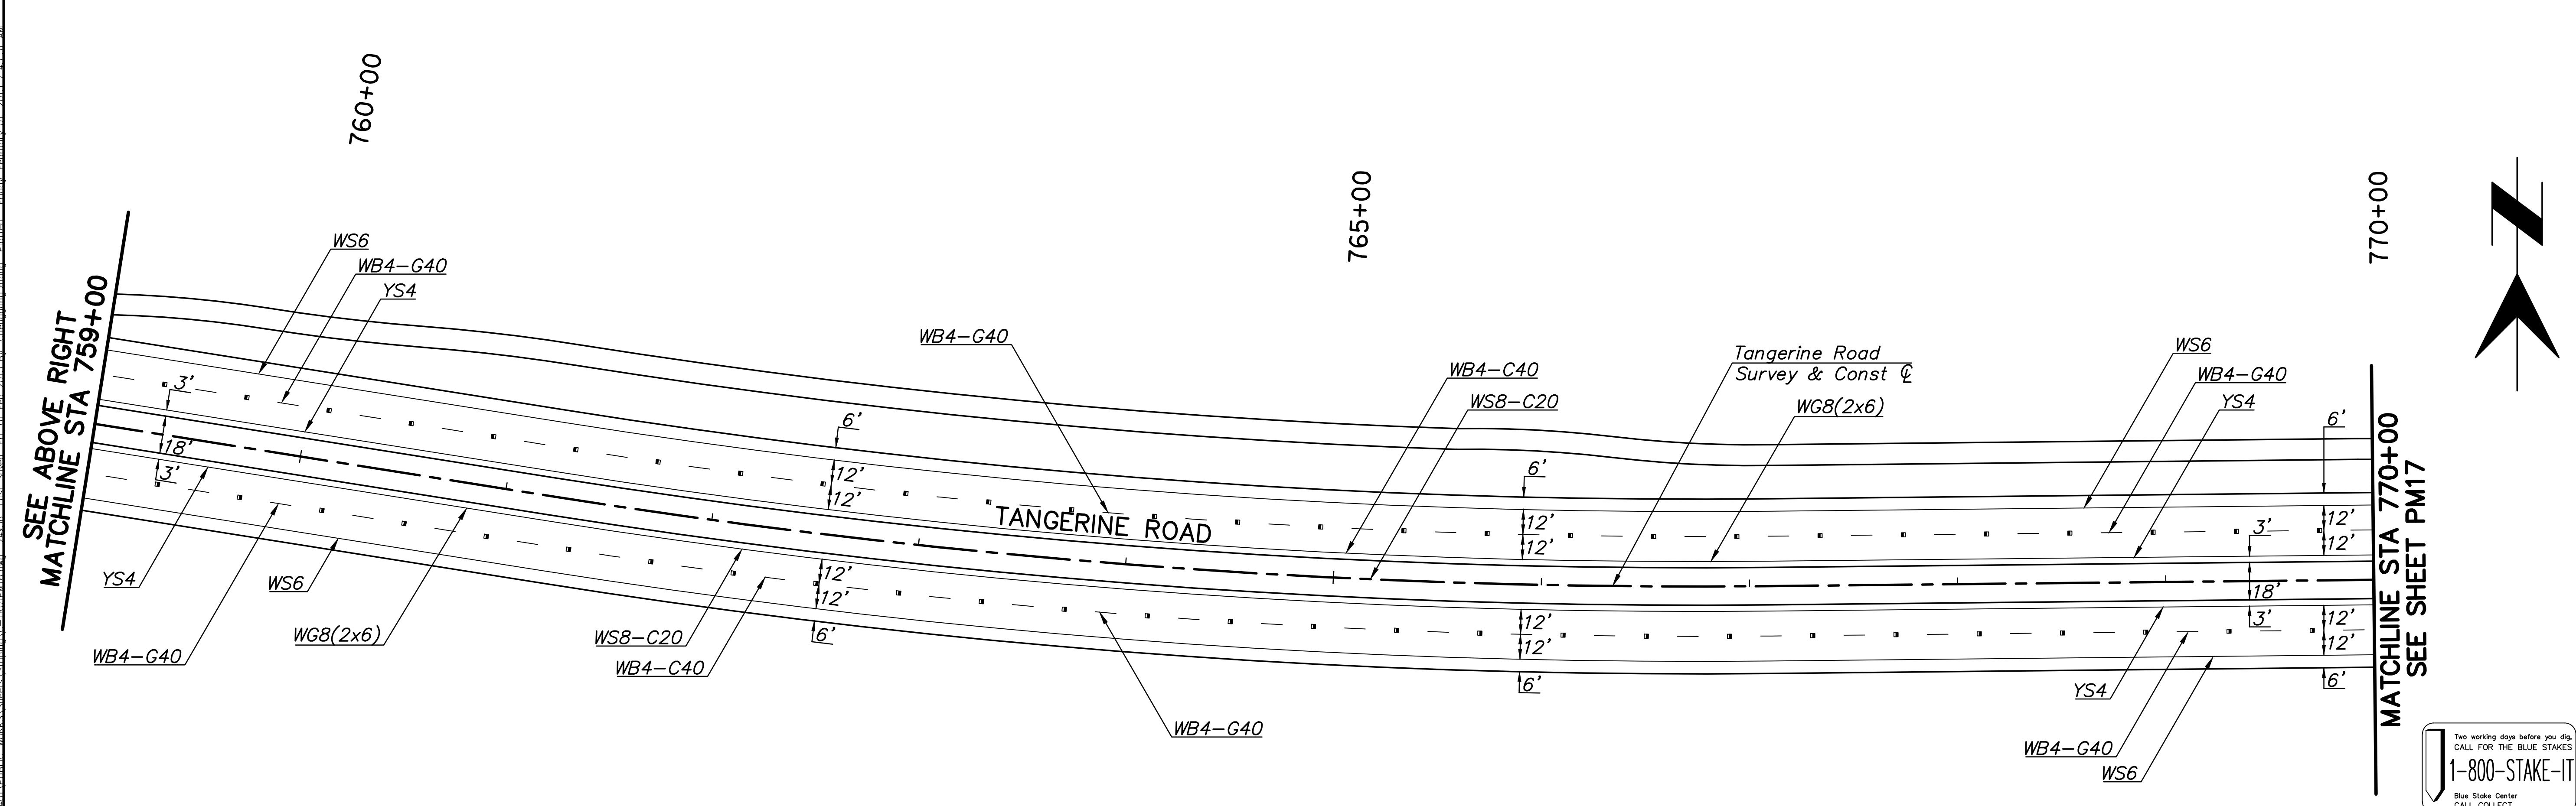 760+00
765+00
770+00
SEE ABOVE RIGHT
MATCHLINE STA 759+00
WS6
WB4-G40
YS4
3'
18'
3'
YS4
WB4-G40
WS6
WG8(2x6)
6'
12'
12'
12'
12'
6'
WS8-C20
WB4-C40
WB4-G40
TANGERINE ROAD
WB4-G40
WB4-C40
WS8-C20
6'
12'
12'
12'
12'
6'
Tangerine Road
Survey & Const ℄
WG8(2x6)
WS6
WB4-G40
YS4
6'
12'
12'
3'
18'
3'
12'
12'
6'
YS4
WB4-G40
WS6
MATCHLINE STA 770+00
SEE SHEET PM17
Two working days before you dig,
CALL FOR THE BLUE STAKES
1-800-STAKE-IT
Blue Stake Center
CALL COLLECT